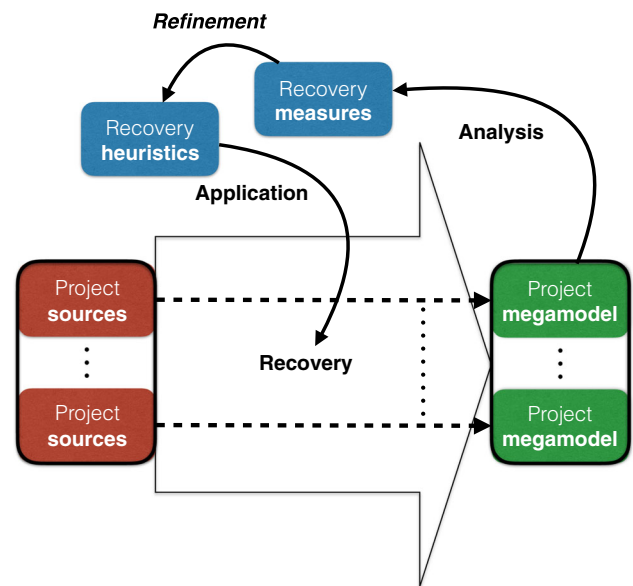 Refinement
Recovery
measures
Recovery
heuristics
Analysis
Application
Project
sources
Project
megamodel
Recovery
Project
sources
Project
megamodel